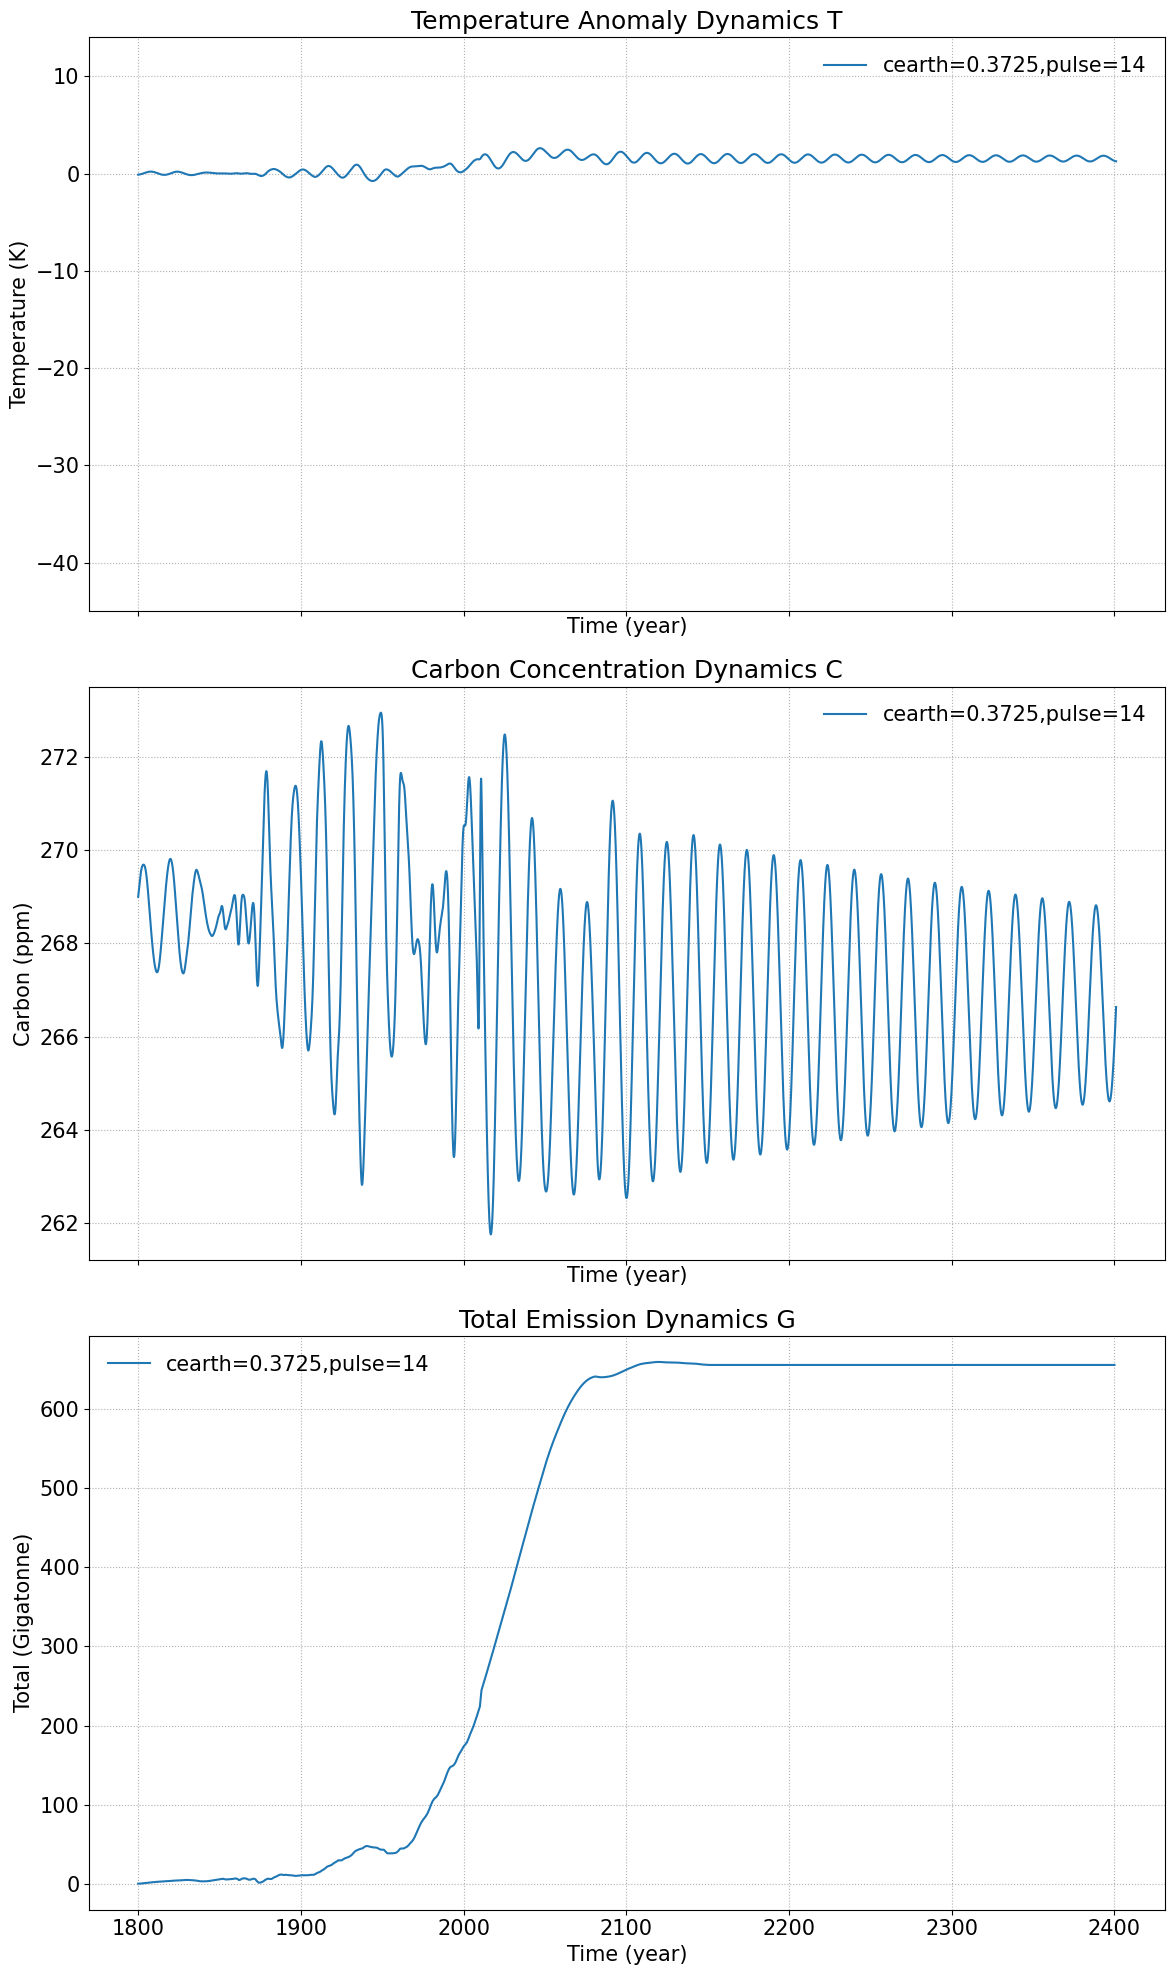 Temperature Anomaly Dynamics T
cearth=0.3725,pulse=14
10
0
−10
−20
−30
−40
Temperature (K)
Time (year)
Carbon Concentration Dynamics C
cearth=0.3725,pulse=14
272
270
268
266
264
262
Carbon (ppm)
Time (year)
Total Emission Dynamics G
cearth=0.3725,pulse=14
600
500
400
300
200
100
0
Total (Gigatonne)
1800 1900 2000 2100 2200 2300 2400
Time (year)